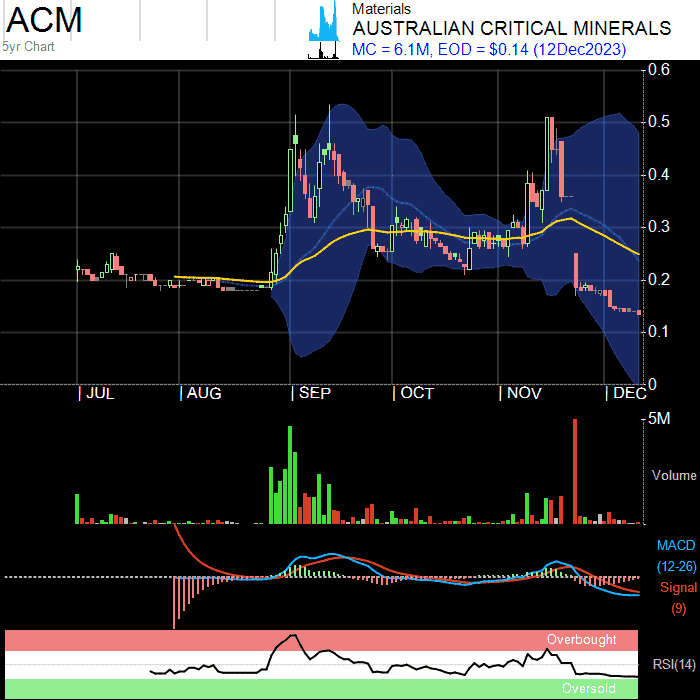 ACM
5yr Chart
Materials
AUSTRALIAN CRITICAL MINERALS
MC = 6.1M, EOD = $0.14 (12Dec2023)
0.6
0.5
0.4
0.3
0.2
0.1
0
| JUL | AUG | SEP | OCT | NOV | DEC
5M
Volume
MACD
(12-26)
Signal
(9)
Overbought
RSI(14)
Oversold